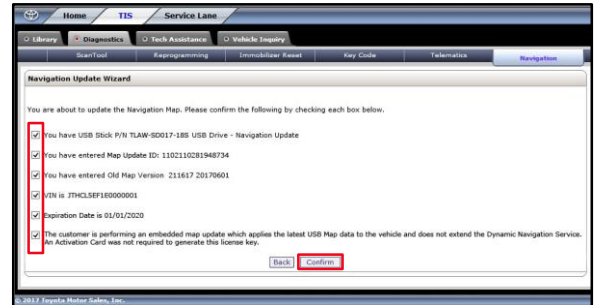 Home TIS Service Lane
Library Diagnostics Tech Assistance Vehicle Inquiry
ScanTool Reprogramming Immobilizer Reset Key Code Telematics Navigation
Navigation Update Wizard
You are about to update the Navigation Map. Please confirm the following by checking each box below.
You have USB Stick P/N TLAW-SD017-18S USB Drive - Navigation Update
You have entered Map Update ID: 1102110281948734
You have entered Old Map Version 211617 20170601
VIN is JTHCL5EF1E0000001
Expiration Date is 01/01/2020
The customer is performing an embedded map update which applies the latest USB Map data to the vehicle and does not extend the Dynamic Navigation Service.
An Activation Card was not required to generate this license key.
Back Confirm
© 2017 Toyota Motor Sales, Inc.